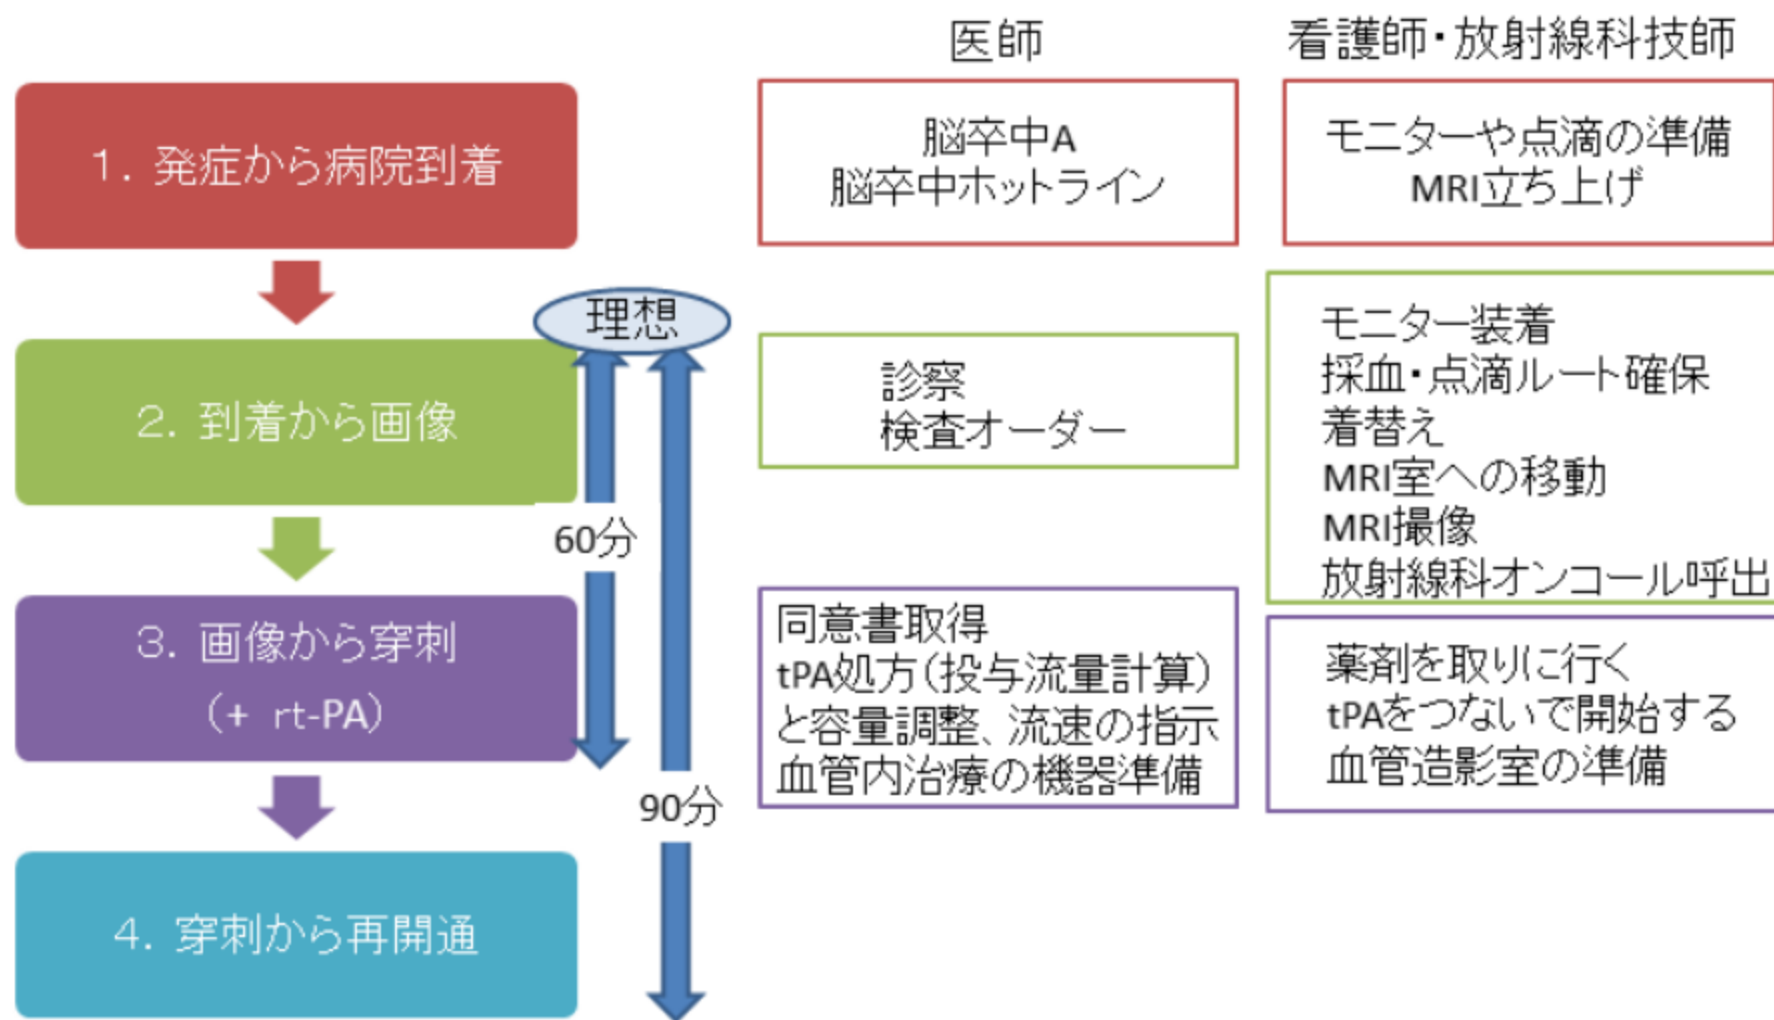 医師
看護師・放射線科技師
1. 発症から病院到着
脳卒中A
脳卒中ホットライン
モニターや点滴の準備
MRI立ち上げ
理想
2. 到着から画像
診察
検査オーダー
モニター装着
採血・点滴ルート確保
着替え
MRI室への移動
MRI撮像
放射線科オンコール呼出
60分
3. 画像から穿刺
(+ rt-PA)
同意書取得
tPA処方(投与流量計算)
と容量調整、流速の指示
血管内治療の機器準備
薬剤を取りに行く
tPAをつないで開始する
血管造影室の準備
90分
4. 穿刺から再開通